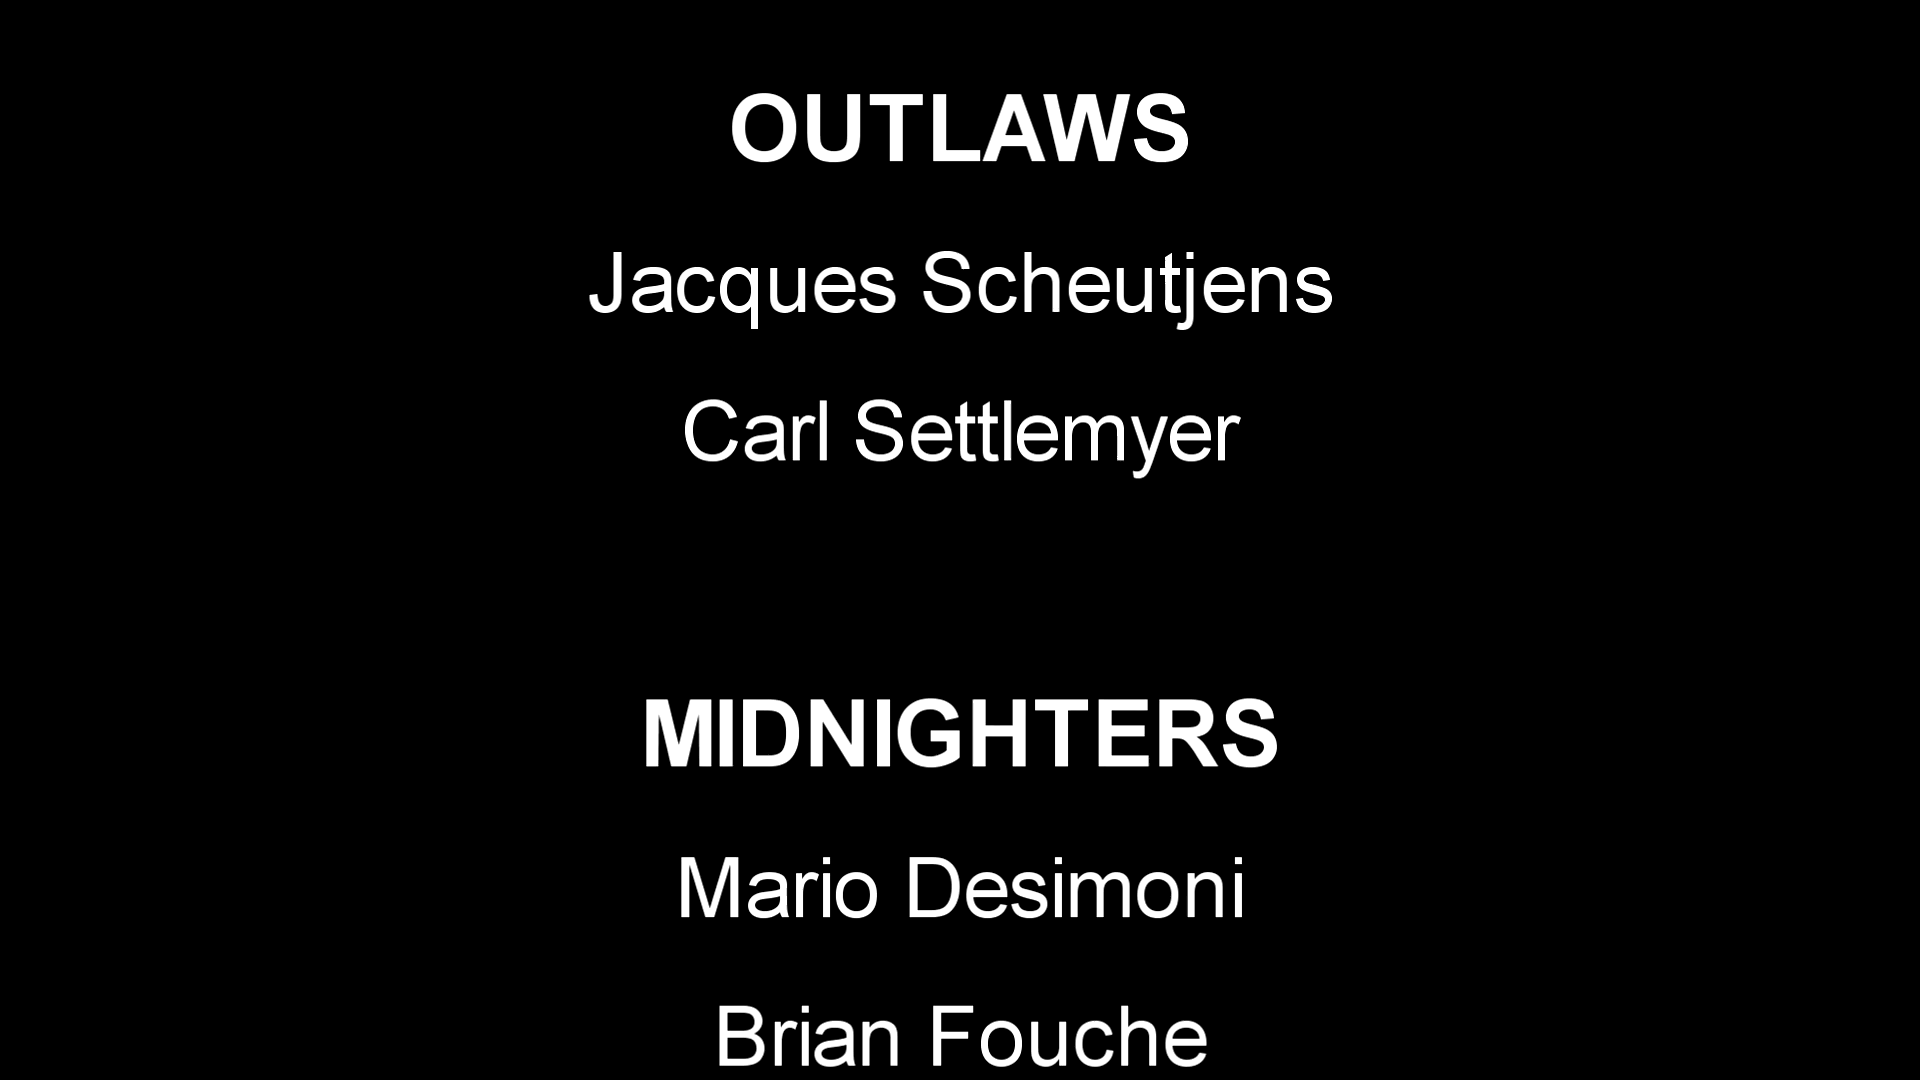 OUTLAWS
Jacques Scheutjens
Carl Settlemyer
MIDNIGHTERS
Mario Desimoni
Brian Fouche